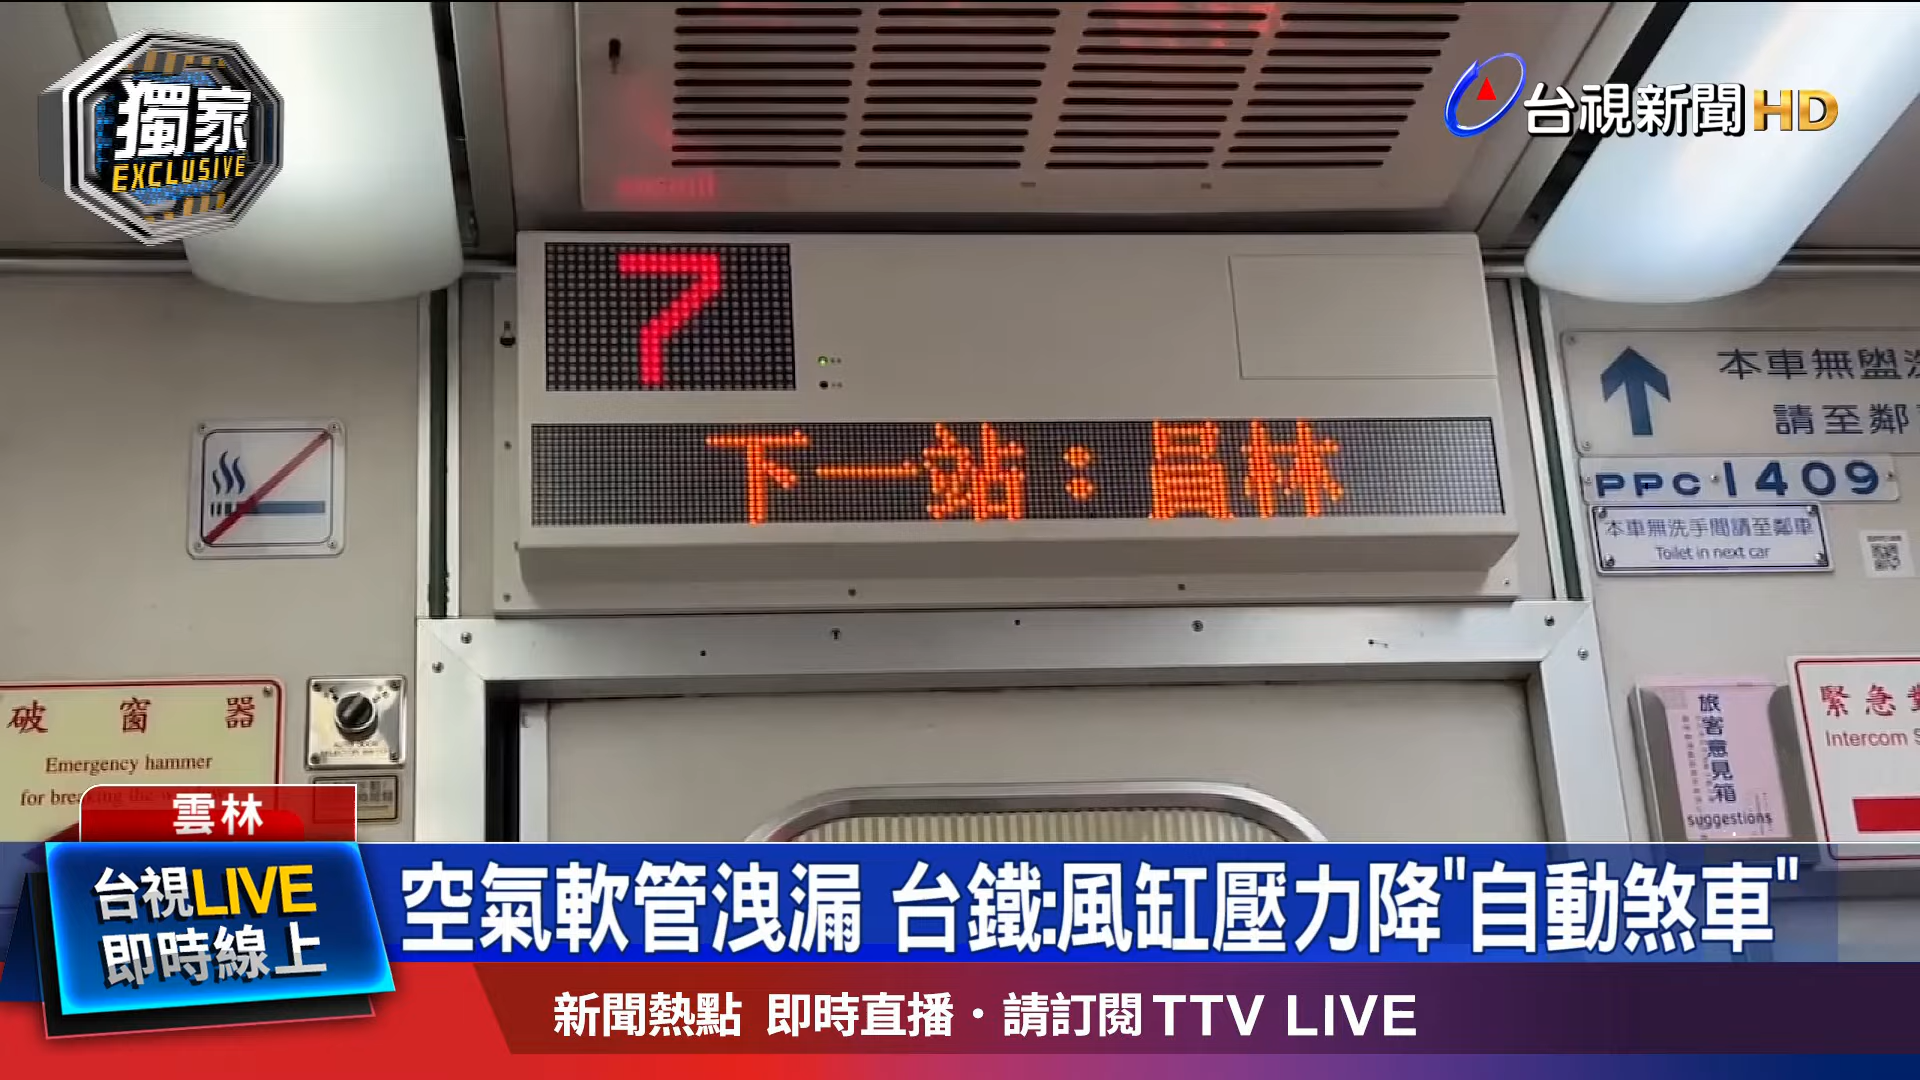 獨家
EXCLUSIVE
台視新聞HD
7
下一站：員林
本車無盥洗
請至鄰
PPC 1409
本車無洗手間請至鄰車
Toilet in next car
破窗器
Emergency hammer
for breaking the
旅客意見箱
suggestions
緊急
Intercom
雲林
台視LIVE
即時線上
空氣軟管洩漏 台鐵:風缸壓力降"自動煞車"
新聞熱點 即時直播・請訂閱TTV LIVE